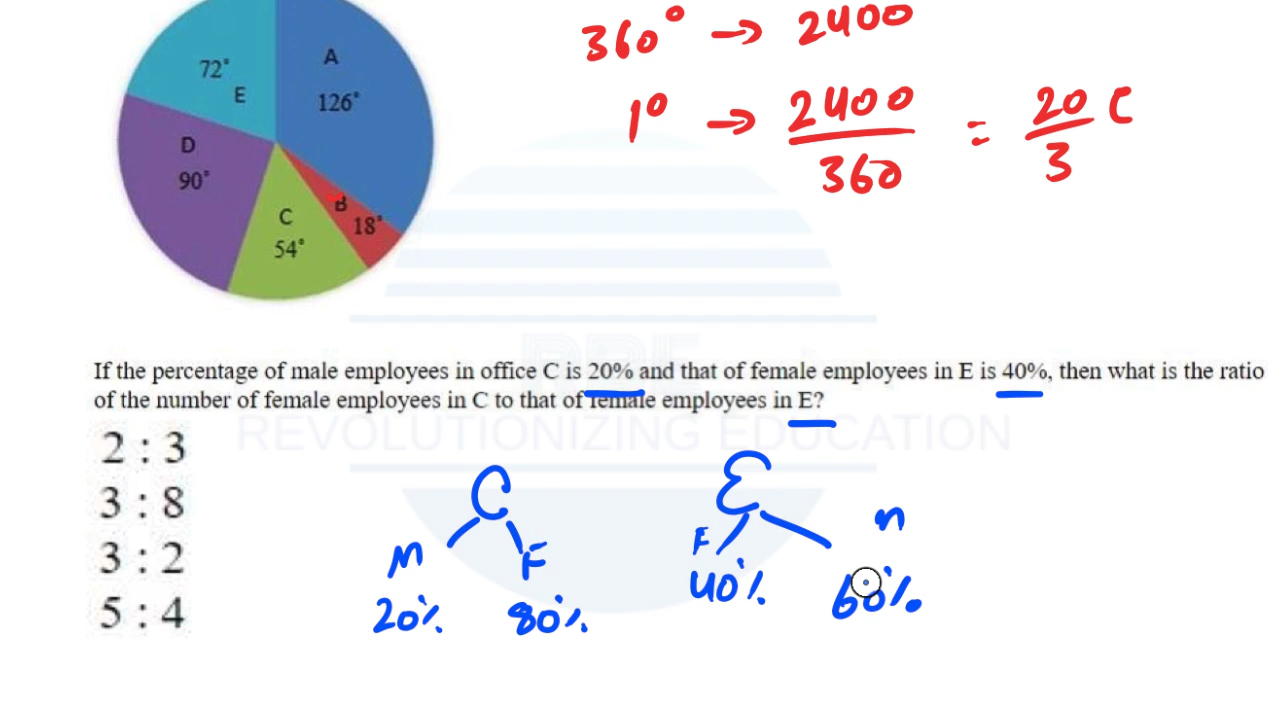 360° → 2400
1° → 2400/360 = 20/3 C
A
126°
72°
E
D
90°
B
18°
C
54°
RBE
If the percentage of male employees in office C is 20% and that of female employees in E is 40%, then what is the ratio
of the number of female employees in C to that of female employees in E?
REVOLUTIONIZING EDUCATION
2 : 3
3 : 8
3 : 2
5 : 4
C
M F
20% 80%
E
F m
40% 60%